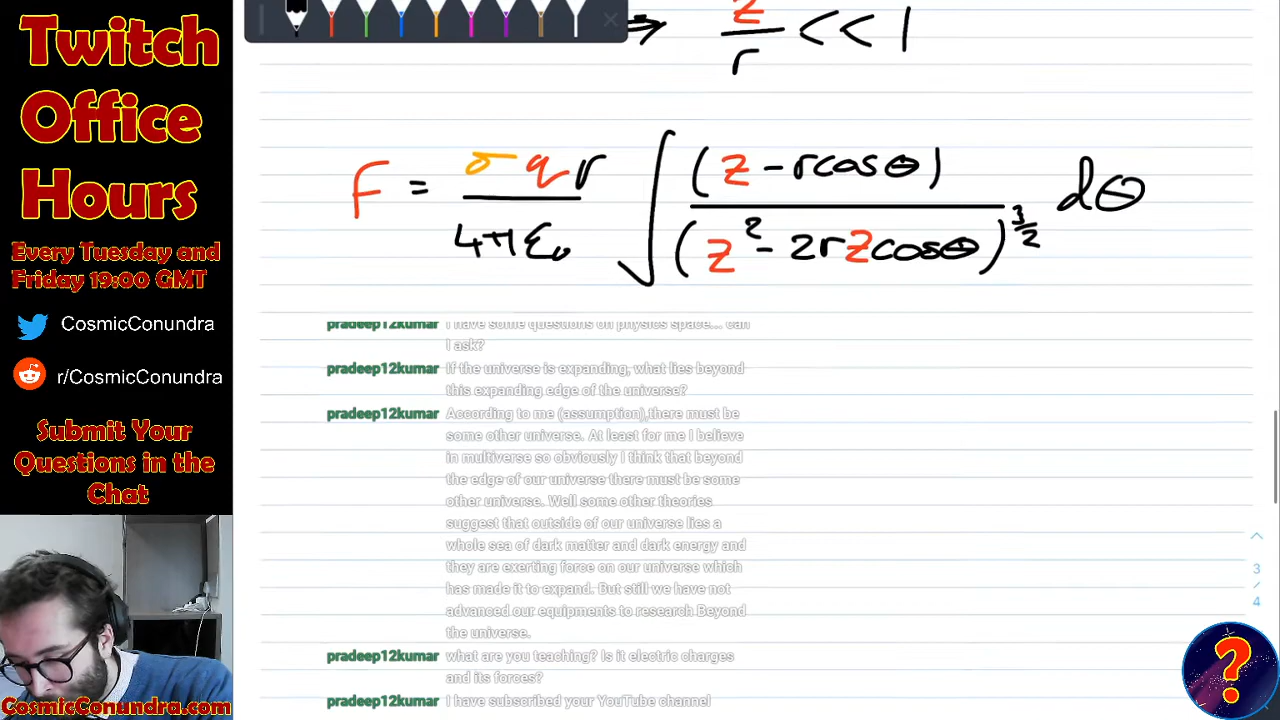 Twitch
Office
Hours
Every Tuesday and
Friday 19:00 GMT
CosmicConundra
r/CosmicConundra
Submit Your
Questions in the
Chat
CosmicConundra.com
⇒ z/r << 1
F = σqr/4πε₀ ∫ (z - rcosθ)/(z² - 2rzcosθ)^3/2 dθ
pradeep12kumar I have some questions on physics space... can
I ask?
pradeep12kumar If the universe is expanding, what lies beyond
this expanding edge of the universe?
pradeep12kumar According to me (assumption),there must be
some other universe. At least for me I believe
in multiverse so obviously I think that beyond
the edge of our universe there must be some
other universe. Well some other theories
suggest that outside of our universe lies a
whole sea of dark matter and dark energy and
they are exerting force on our universe which
has made it to expand. But still we have not
advanced our equipments to research Beyond
the universe.
pradeep12kumar what are you teaching? Is it electric charges
and its forces?
pradeep12kumar I have subscribed your YouTube channel
3
/
4
?